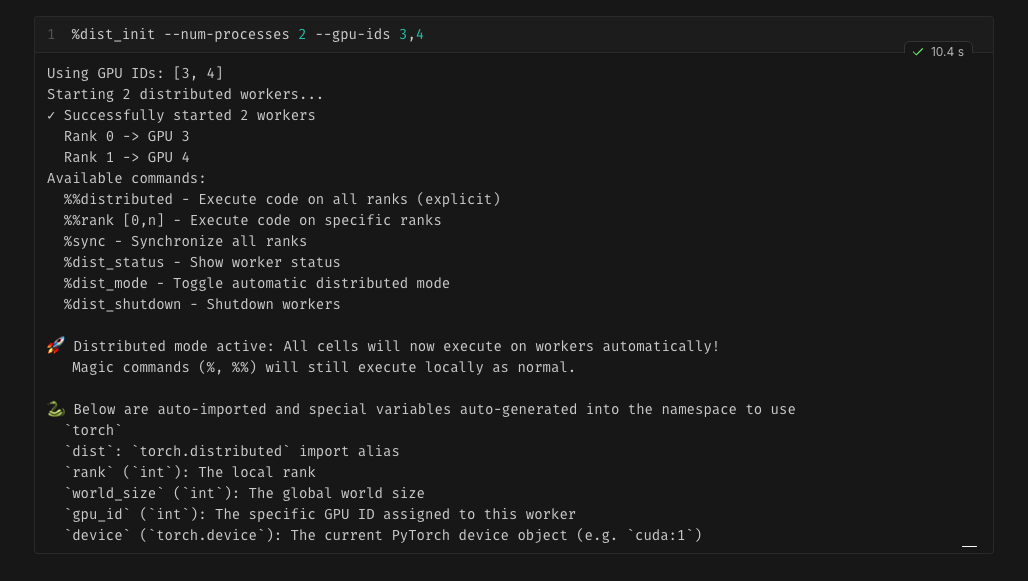 1 %dist_init --num-processes 2 --gpu-ids 3,4
✓ 10.4 s
Using GPU IDs: [3, 4]
Starting 2 distributed workers...
✓ Successfully started 2 workers
  Rank 0 -> GPU 3
  Rank 1 -> GPU 4
Available commands:
  %%distributed - Execute code on all ranks (explicit)
  %%rank [0,n] - Execute code on specific ranks
  %sync - Synchronize all ranks
  %dist_status - Show worker status
  %dist_mode - Toggle automatic distributed mode
  %dist_shutdown - Shutdown workers

🚀 Distributed mode active: All cells will now execute on workers automatically!
   Magic commands (%, %%) will still execute locally as normal.

🐍 Below are auto-imported and special variables auto-generated into the namespace to use
  `torch`
  `dist`: `torch.distributed` import alias
  `rank` (`int`): The local rank
  `world_size` (`int`): The global world size
  `gpu_id` (`int`): The specific GPU ID assigned to this worker
  `device` (`torch.device`): The current PyTorch device object (e.g. `cuda:1`)